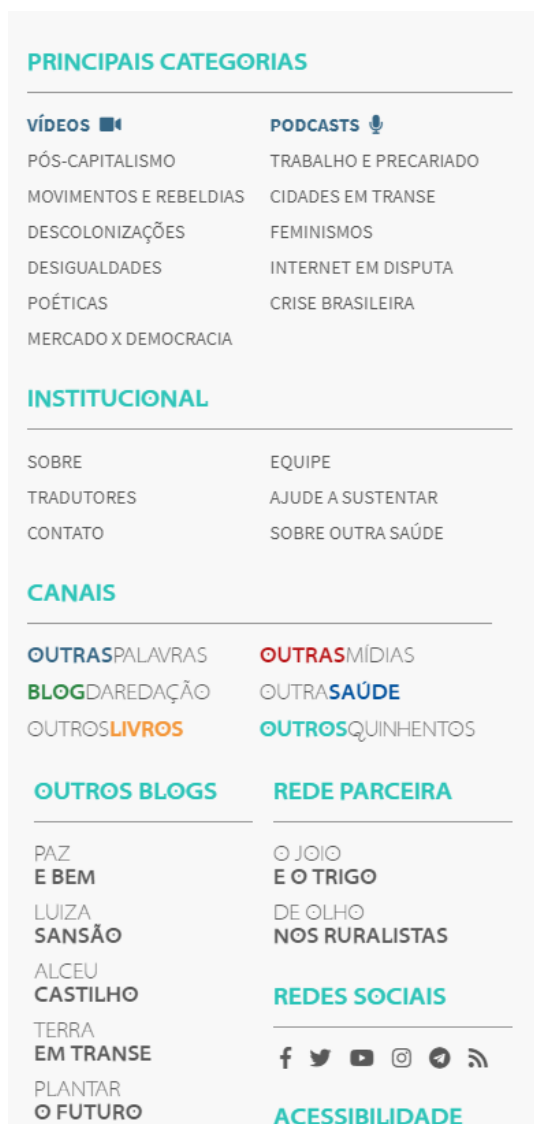 PRINCIPAIS CATEGORIAS
VÍDEOS PODCASTS
PÓS-CAPITALISMO TRABALHO E PRECARIADO
MOVIMENTOS E REBELDIAS CIDADES EM TRANSE
DESCOLONIZAÇÕES FEMINISMOS
DESIGUALDADES INTERNET EM DISPUTA
POÉTICAS CRISE BRASILEIRA
MERCADO X DEMOCRACIA
INSTITUCIONAL
SOBRE EQUIPE
TRADUTORES AJUDE A SUSTENTAR
CONTATO SOBRE OUTRA SAÚDE
CANAIS
OUTRASPALAVRAS OUTRASMÍDIAS
BLOGDAREDAÇÃO OUTRASAÚDE
OUTROSLIVROS OUTROSQUINHENTOS
OUTROS BLOGS
PAZ
E BEM
LUIZA
SANSÃO
ALCEU
CASTILHO
TERRA
EM TRANSE
PLANTAR
O FUTURO
REDE PARCEIRA
O JOIO
E O TRIGO
DE OLHO
NOS RURALISTAS
REDES SOCIAIS
ACESSIBILIDADE